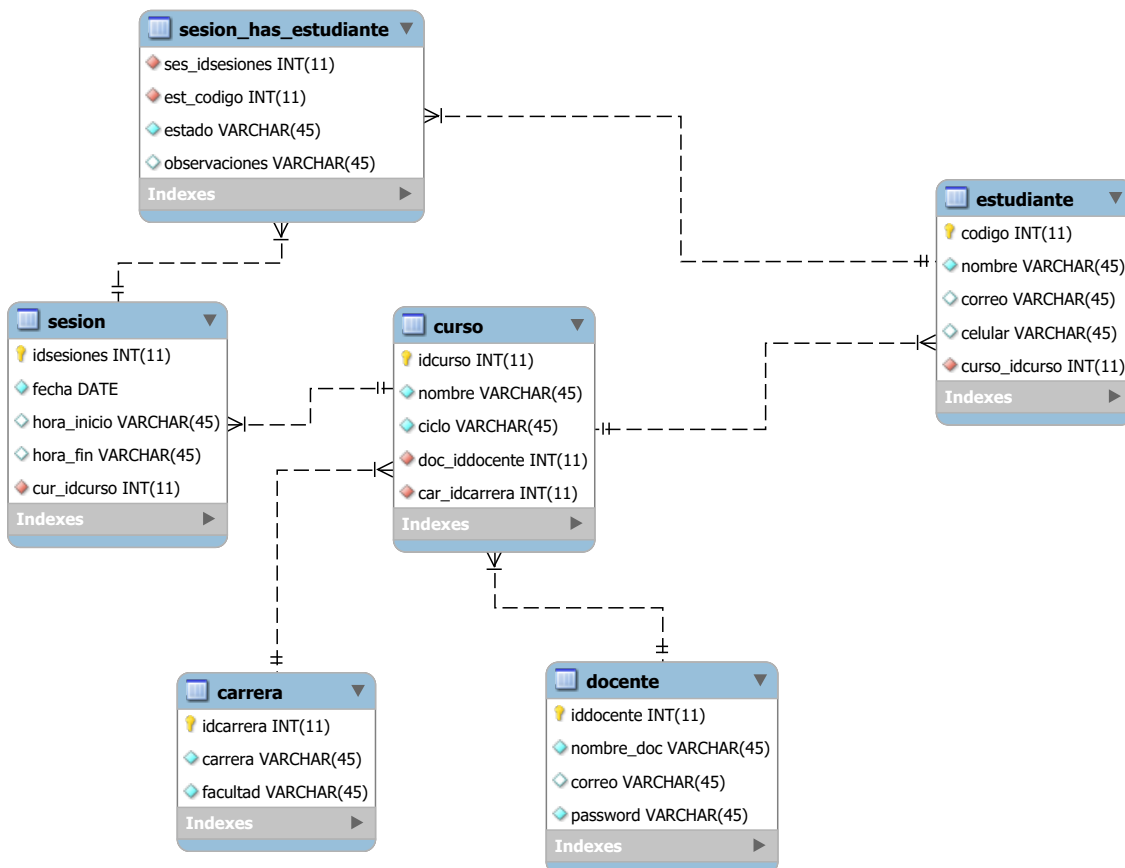 sesion_has_estudiante
ses_idsesiones INT(11)
est_codigo INT(11)
estado VARCHAR(45)
observaciones VARCHAR(45)
Indexes
estudiante
codigo INT(11)
nombre VARCHAR(45)
correo VARCHAR(45)
celular VARCHAR(45)
curso_idcurso INT(11)
Indexes
sesion
idsesiones INT(11)
fecha DATE
hora_inicio VARCHAR(45)
hora_fin VARCHAR(45)
cur_idcurso INT(11)
Indexes
curso
idcurso INT(11)
nombre VARCHAR(45)
ciclo VARCHAR(45)
doc_iddocente INT(11)
car_idcarrera INT(11)
Indexes
carrera
idcarrera INT(11)
carrera VARCHAR(45)
facultad VARCHAR(45)
Indexes
docente
iddocente INT(11)
nombre_doc VARCHAR(45)
correo VARCHAR(45)
password VARCHAR(45)
Indexes